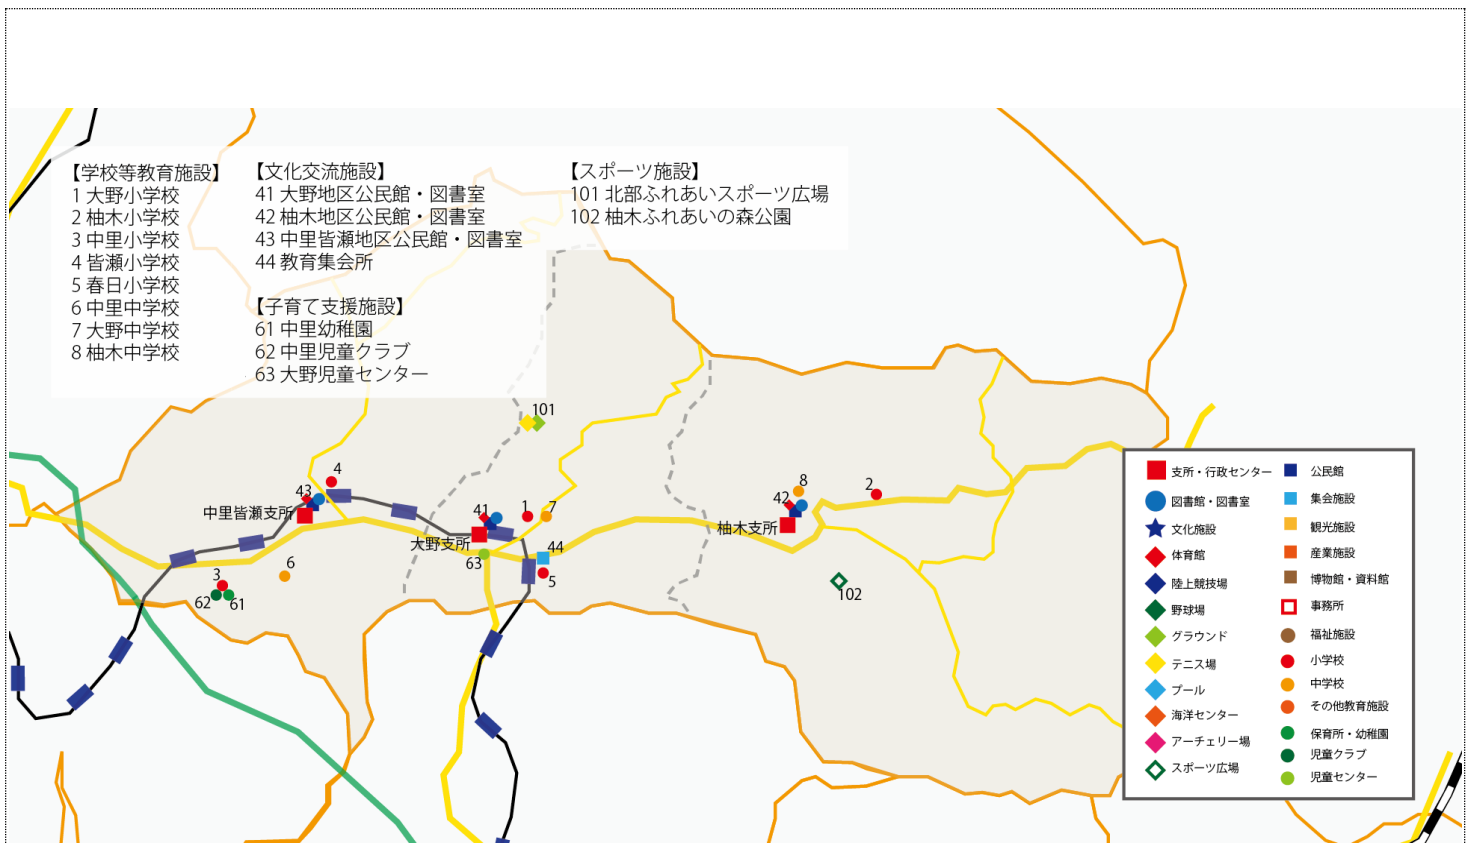 【学校等教育施設】
1 大野小学校
2 柚木小学校
3 中里小学校
4 皆瀬小学校
5 春日小学校
6 中里中学校
7 大野中学校
8 柚木中学校
【文化交流施設】
41 大野地区公民館・図書室
42 柚木地区公民館・図書室
43 中里皆瀬地区公民館・図書室
44 教育集会所
【子育て支援施設】
61 中里幼稚園
62 中里児童クラブ
63 大野児童センター
【スポーツ施設】
101 北部ふれあいスポーツ広場
102 柚木ふれあいの森公園
101
4
43
中里皆瀬支所
41
1
7
大野支所
63
44
5
6
3
62
61
8
42
2
柚木支所
102
支所・行政センター
図書館・図書室
文化施設
体育館
陸上競技場
野球場
グラウンド
テニス場
プール
海洋センター
アーチェリー場
スポーツ広場
公民館
集会施設
観光施設
産業施設
博物館・資料館
事務所
福祉施設
小学校
中学校
その他教育施設
保育所・幼稚園
児童クラブ
児童センター